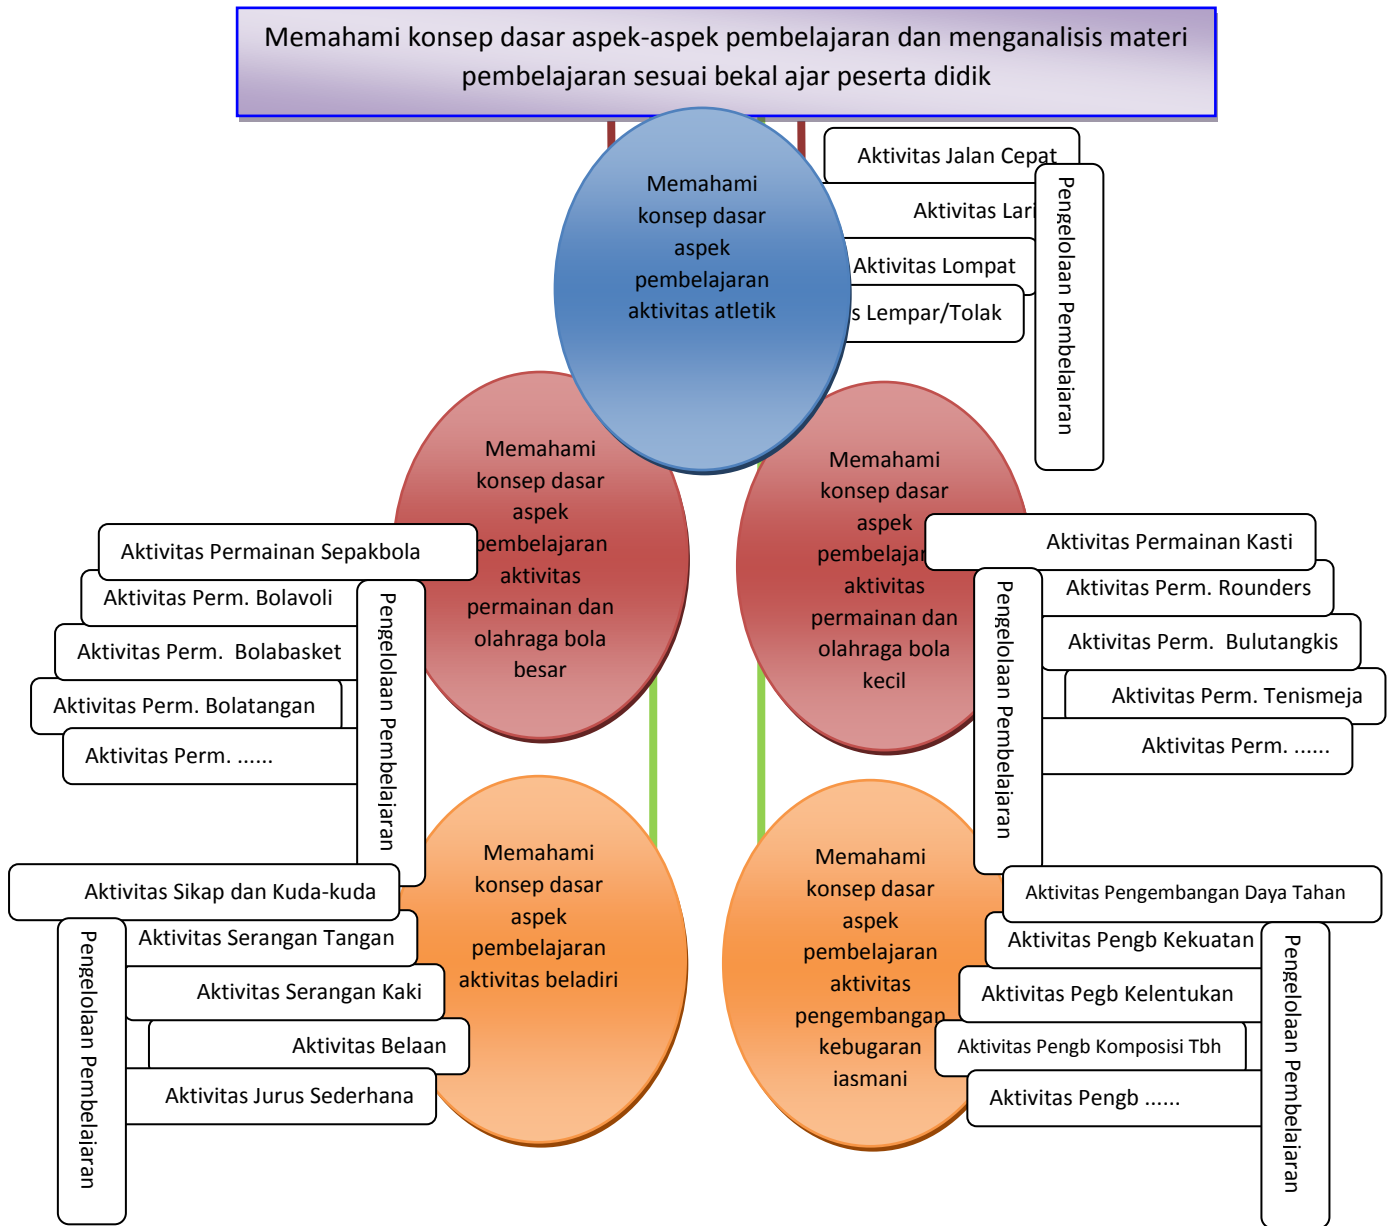 Memahami konsep dasar aspek-aspek pembelajaran dan menganalisis materi
pembelajaran sesuai bekal ajar peserta didik
Memahami
konsep dasar
aspek
pembelajaran
aktivitas atletik
Aktivitas Jalan Cepat
Aktivitas Lari
Aktivitas Lompat
s Lempar/Tolak
Pengelolaan Pembelajaran
Memahami
konsep dasar
aspek
pembelajaran
aktivitas
permainan dan
olahraga bola
besar
Aktivitas Permainan Sepakbola
Aktivitas Perm. Bolavoli
Aktivitas Perm.  Bolabasket
Aktivitas Perm. Bolatangan
Aktivitas Perm. ......
Pengelolaan Pembelajaran
Memahami
konsep dasar
aspek
pembelajar
aktivitas
permainan dan
olahraga bola
kecil
Aktivitas Permainan Kasti
Aktivitas Perm. Rounders
Aktivitas Perm.  Bulutangkis
Aktivitas Perm. Tenismeja
Aktivitas Perm. ......
Pengelolaan Pembelajaran
Memahami
konsep dasar
aspek
pembelajaran
aktivitas beladiri
Aktivitas Sikap dan Kuda-kuda
Aktivitas Serangan Tangan
Aktivitas Serangan Kaki
Aktivitas Belaan
Aktivitas Jurus Sederhana
Pengelolaan Pembelajaran
Memahami
konsep dasar
aspek
pembelajaran
aktivitas
pengembangan
kebugaran
iasmani
Aktivitas Pengembangan Daya Tahan
Aktivitas Pengb Kekuatan
Aktivitas Pegb Kelentukan
Aktivitas Pengb Komposisi Tbh
Aktivitas Pengb ......
Pengelolaan Pembelajaran